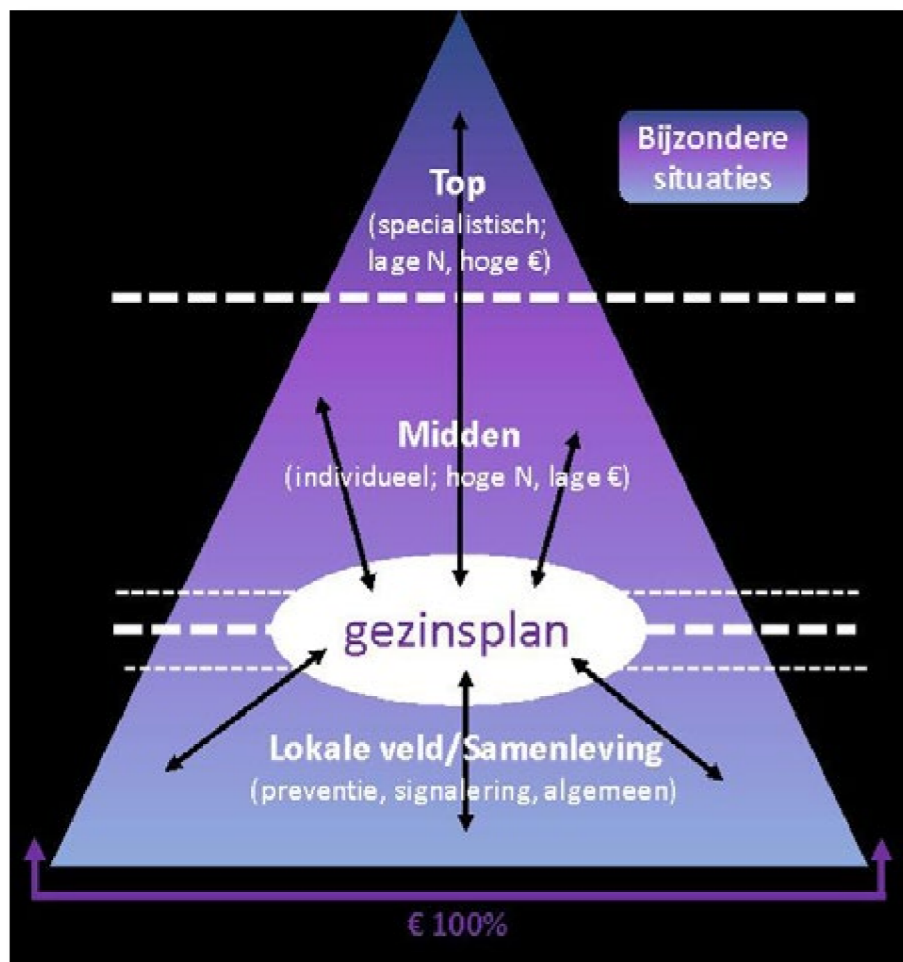 Bijzondere
situaties
Top
(specialistisch;
lage N, hoge €)
Midden
(individueel; hoge N, lage €)
gezinsplan
Lokale veld/Samenleving
(preventie, signalering, algemeen)
€ 100%